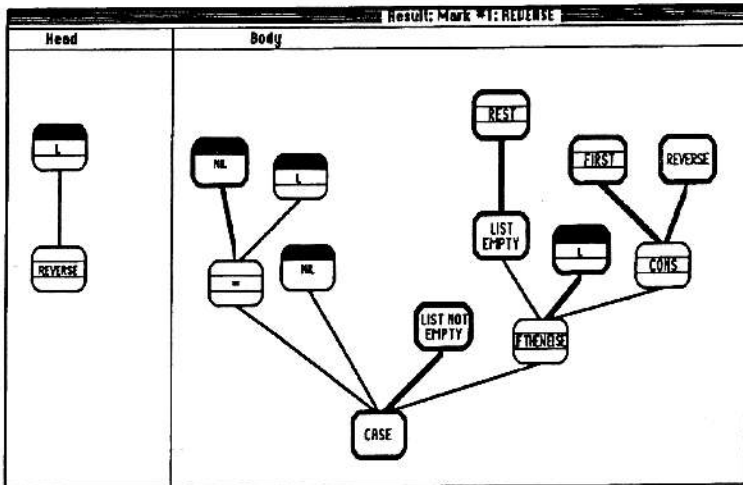 Result: Mark #1: REVERSE
Head
Body
REST
L
NIL
L
FIRST
REVERSE
LIST
EMPTY
L
REVERSE
=
NIL
CONS
LIST NOT
EMPTY
IFTHENELSE
CASE